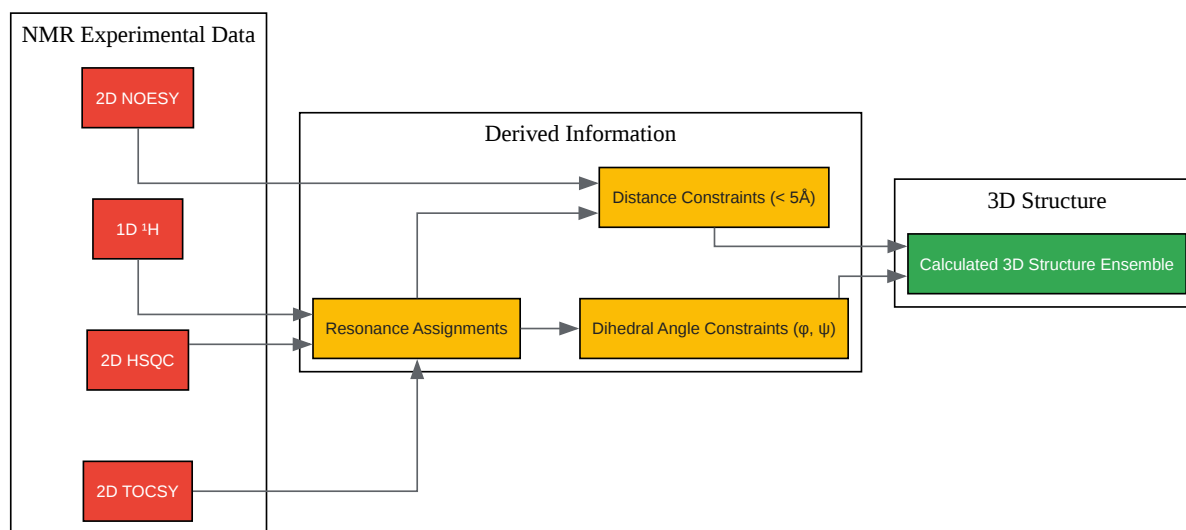 NMR Experimental Data
2D NOESY
1D ¹H
2D HSQC
2D TOCSY
Derived Information
Distance Constraints (< 5Å)
Resonance Assignments
Dihedral Angle Constraints (φ, ψ)
3D Structure
Calculated 3D Structure Ensemble